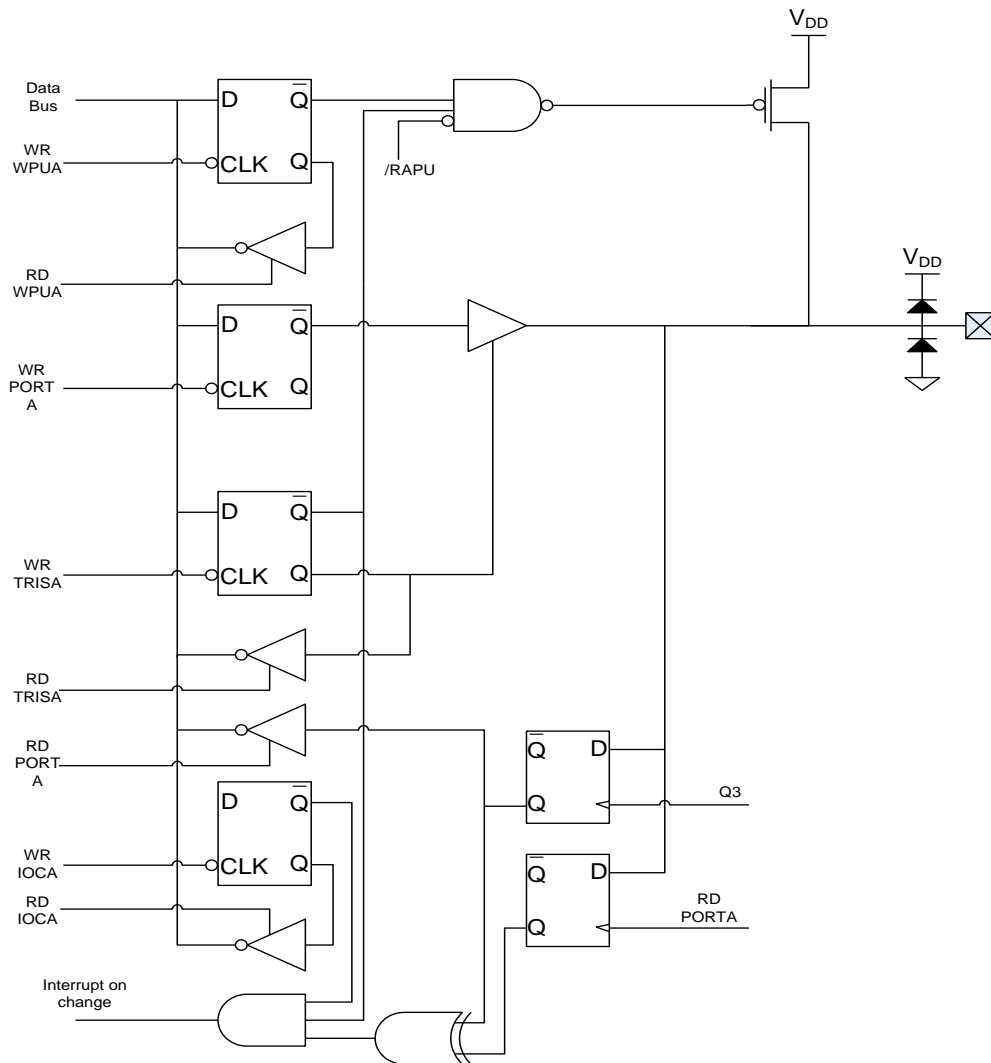 VDD
Data
Bus
D
Q
WR
WPUA
CLK
Q
/RAPU
RD
WPUA
VDD
D
Q
WR
PORT
A
CLK
Q
D
Q
WR
TRISA
CLK
Q
RD
TRISA
RD
PORT
A
Q
D
Q
Q3
D
Q
WR
IOCA
CLK
Q
RD
IOCA
Q
D
Q
RD
PORTA
Interrupt on
change